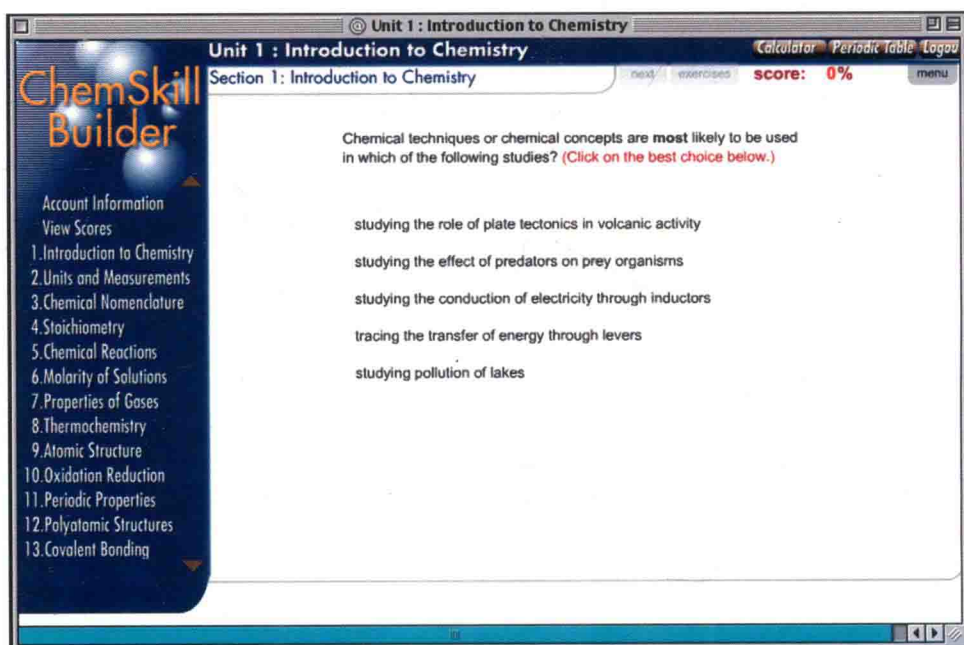 @ Unit 1 : Introduction to Chemistry
Unit 1 : Introduction to Chemistry
Calculator Periodic Table Logou
Section 1: Introduction to Chemistry
next exercises score: 0% menu
ChemSkill
Builder
Chemical techniques or chemical concepts are most likely to be used
in which of the following studies? (Click on the best choice below.)
Account Information
View Scores
1.Introduction to Chemistry
2.Units and Measurements
3.Chemical Nomenclature
4.Stoichiometry
5.Chemical Reactions
6.Molarity of Solutions
7.Properties of Gases
8.Thermochemistry
9.Atomic Structure
10.Oxidation Reduction
11.Periodic Properties
12.Polyatomic Structures
13.Covalent Bonding
studying the role of plate tectonics in volcanic activity
studying the effect of predators on prey organisms
studying the conduction of electricity through inductors
tracing the transfer of energy through levers
studying pollution of lakes